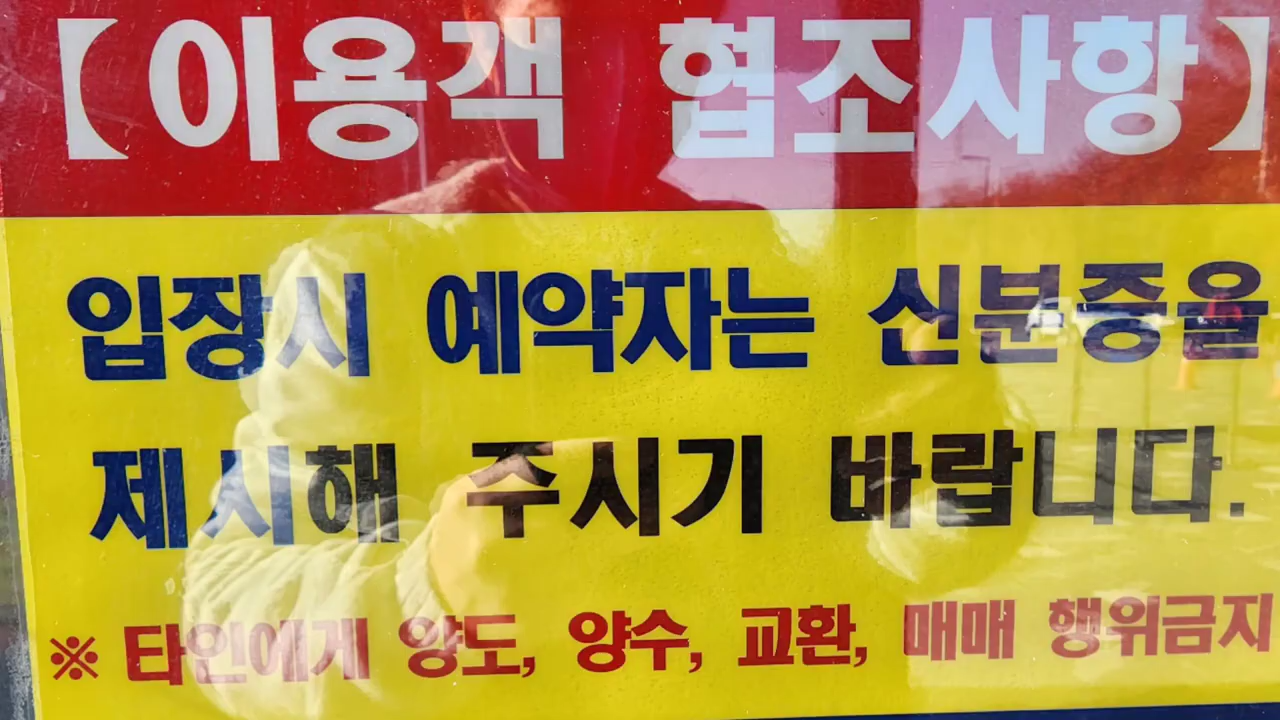 【이용객 협조사항】
입장시 예약자는 신분증을
제시해 주시기 바랍니다.
※ 타인에게 양도, 양수, 교환, 매매 행위금지